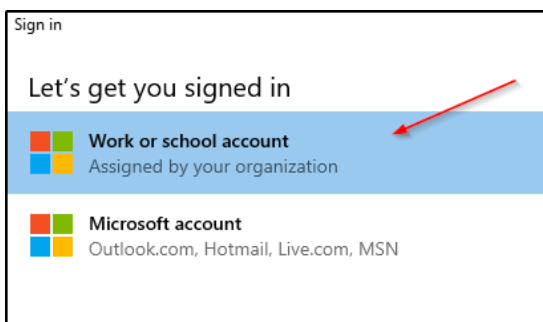 Sign in
Let's get you signed in
Work or school account
Assigned by your organization
Microsoft account
Outlook.com, Hotmail, Live.com, MSN